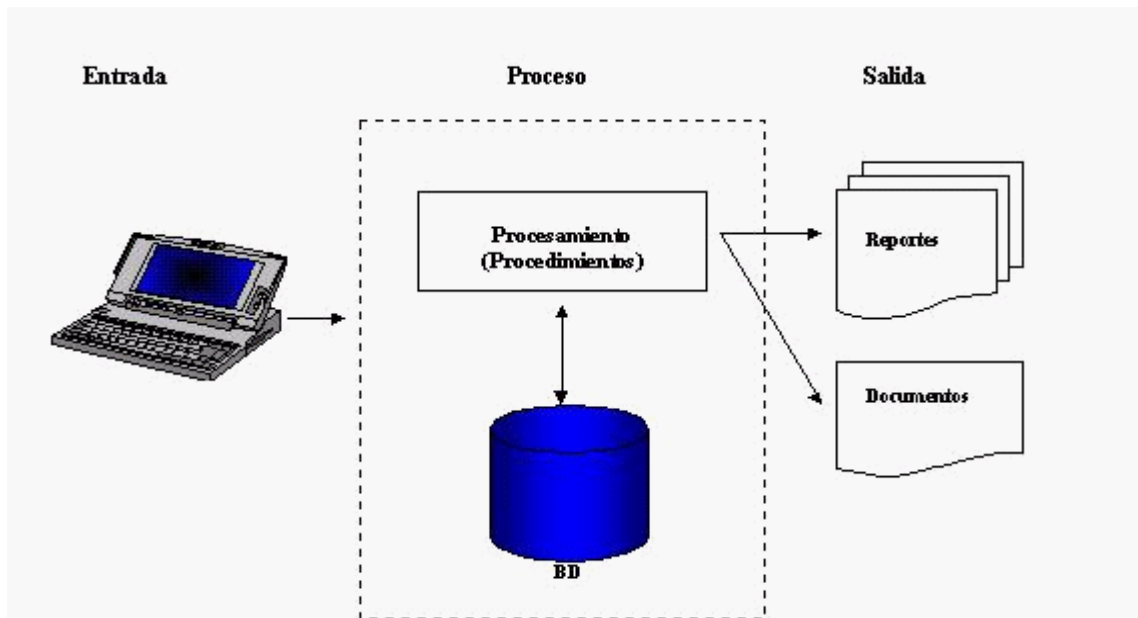 Entrada
Proceso
Salida
Procesamiento
(Procedimientos)
Reportes
Documentos
BD